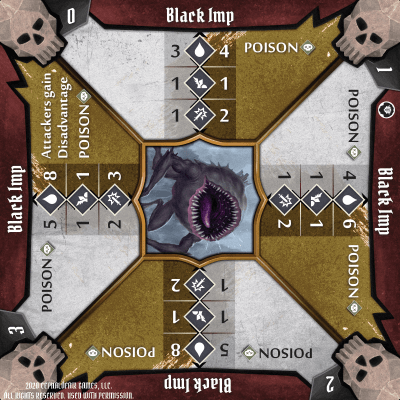 0
Black Imp
3 4 POISON
1 1
1 2
1
Black Imp
POISON
1 1 4
2 1 6
POISON
2
Black Imp
POISON
8 5
1 1
2 1
POISON
3
Black Imp
Attackers gain
Disadvantage
POISON
8 1 3
5 1 2
POISON
2020 CEPHALOFAIR GAMES, LLC.
ALL RIGHTS RESERVED. USED WITH PERMISSION.